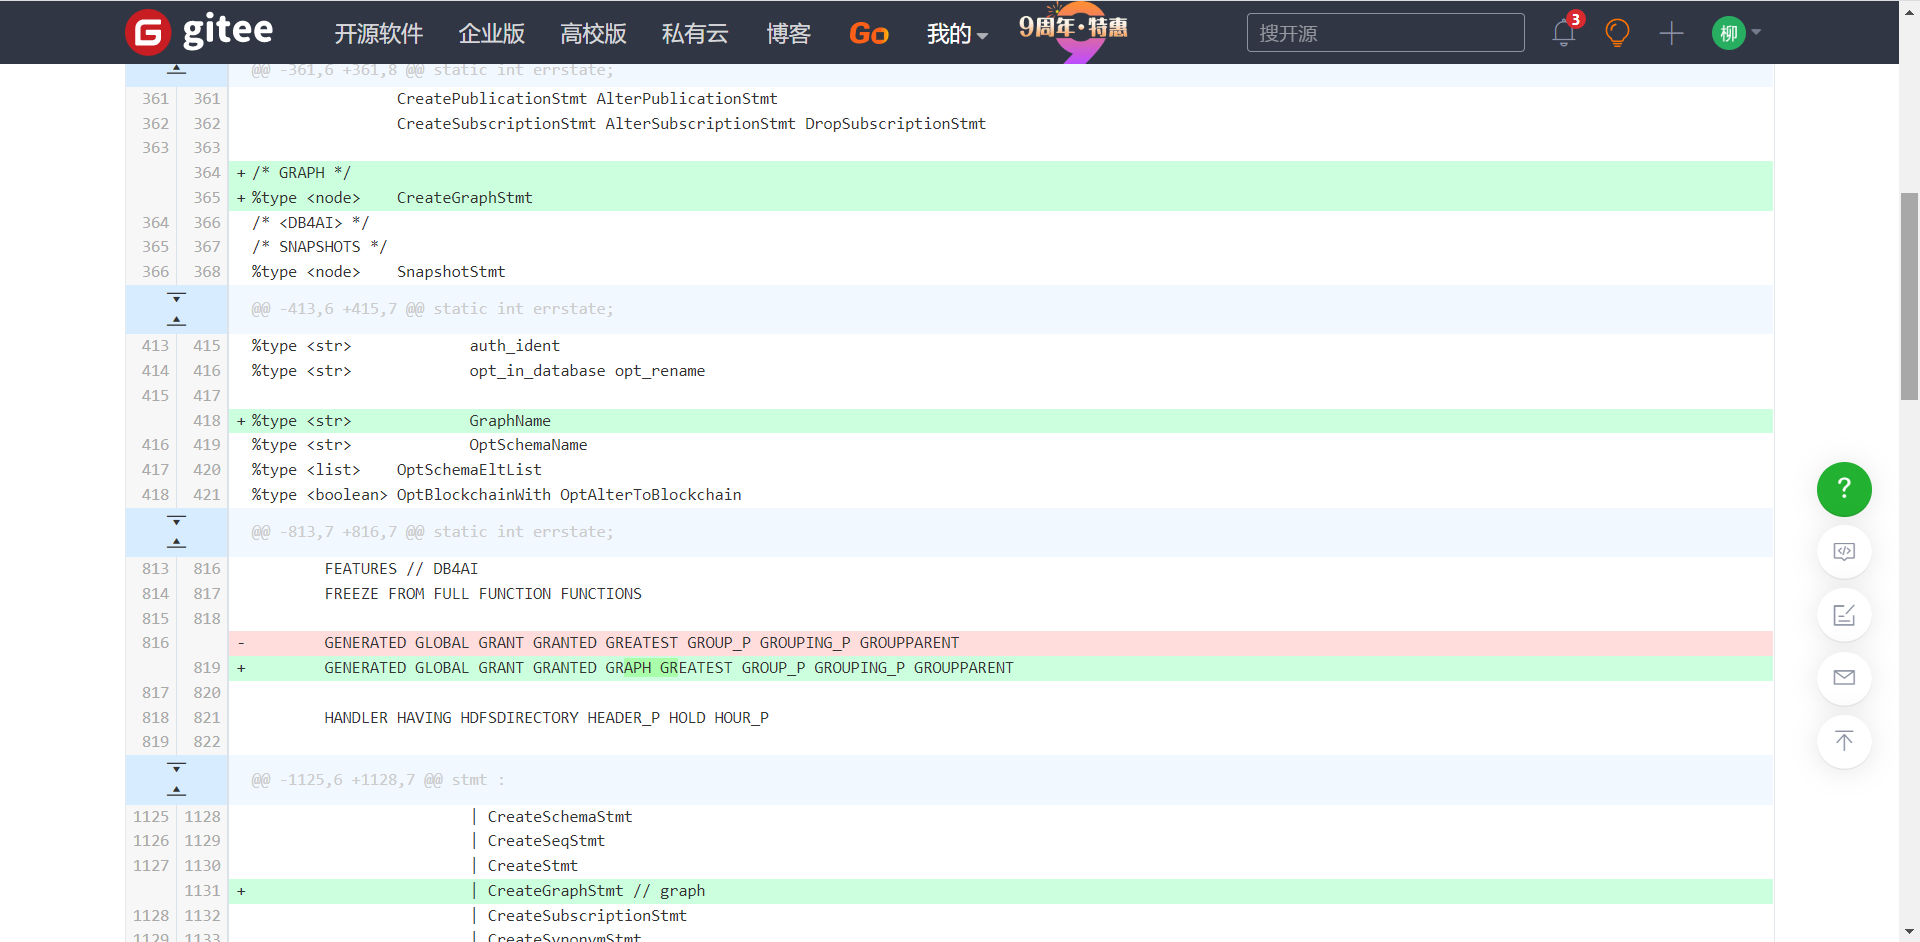 gitee 开源软件 企业版 高校版 私有云 博客 Go 我的 9周年·特惠 搜开源 3 柳
@@ -361,6 +361,8 @@ static int errstate;
361 361 CreatePublicationStmt AlterPublicationStmt
362 362 CreateSubscriptionStmt AlterSubscriptionStmt DropSubscriptionStmt
363 363
364 + /* GRAPH */
365 + %type <node> CreateGraphStmt
364 366 /* <DB4AI> */
365 367 /* SNAPSHOTS */
366 368 %type <node> SnapshotStmt
@@ -413,6 +415,7 @@ static int errstate;
413 415 %type <str> auth_ident
414 416 %type <str> opt_in_database opt_rename
415 417
418 + %type <str> GraphName
416 419 %type <str> OptSchemaName
417 420 %type <list> OptSchemaEltList
418 421 %type <boolean> OptBlockchainWith OptAlterToBlockchain
@@ -813,7 +816,7 @@ static int errstate;
813 816 FEATURES // DB4AI
814 817 FREEZE FROM FULL FUNCTION FUNCTIONS
815 818
816 - GENERATED GLOBAL GRANT GRANTED GREATEST GROUP_P GROUPING_P GROUPPARENT
819 + GENERATED GLOBAL GRANT GRANTED GRAPH GREATEST GROUP_P GROUPING_P GROUPPARENT
817 820
818 821 HANDLER HAVING HDFSDIRECTORY HEADER_P HOLD HOUR_P
819 822
@@ -1125,6 +1128,7 @@ stmt :
1125 1128 | CreateSchemaStmt
1126 1129 | CreateSeqStmt
1127 1130 | CreateStmt
1131 + | CreateGraphStmt // graph
1128 1132 | CreateSubscriptionStmt
1129 1133 | CreateSynonymStmt